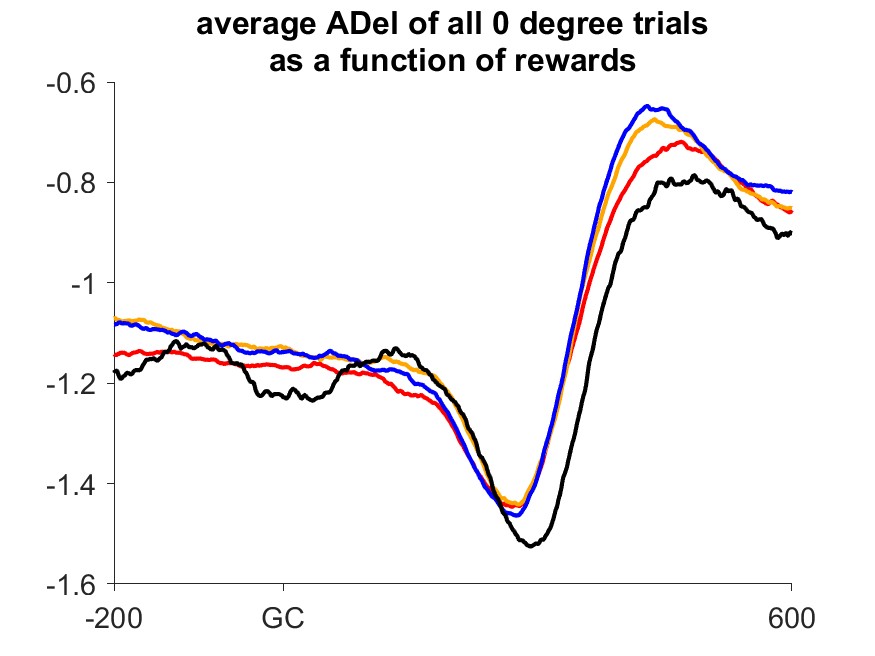 average ADel of all 0 degree trials
as a function of rewards
-0.6
-0.8
-1
-1.2
-1.4
-1.6
-200 GC 600